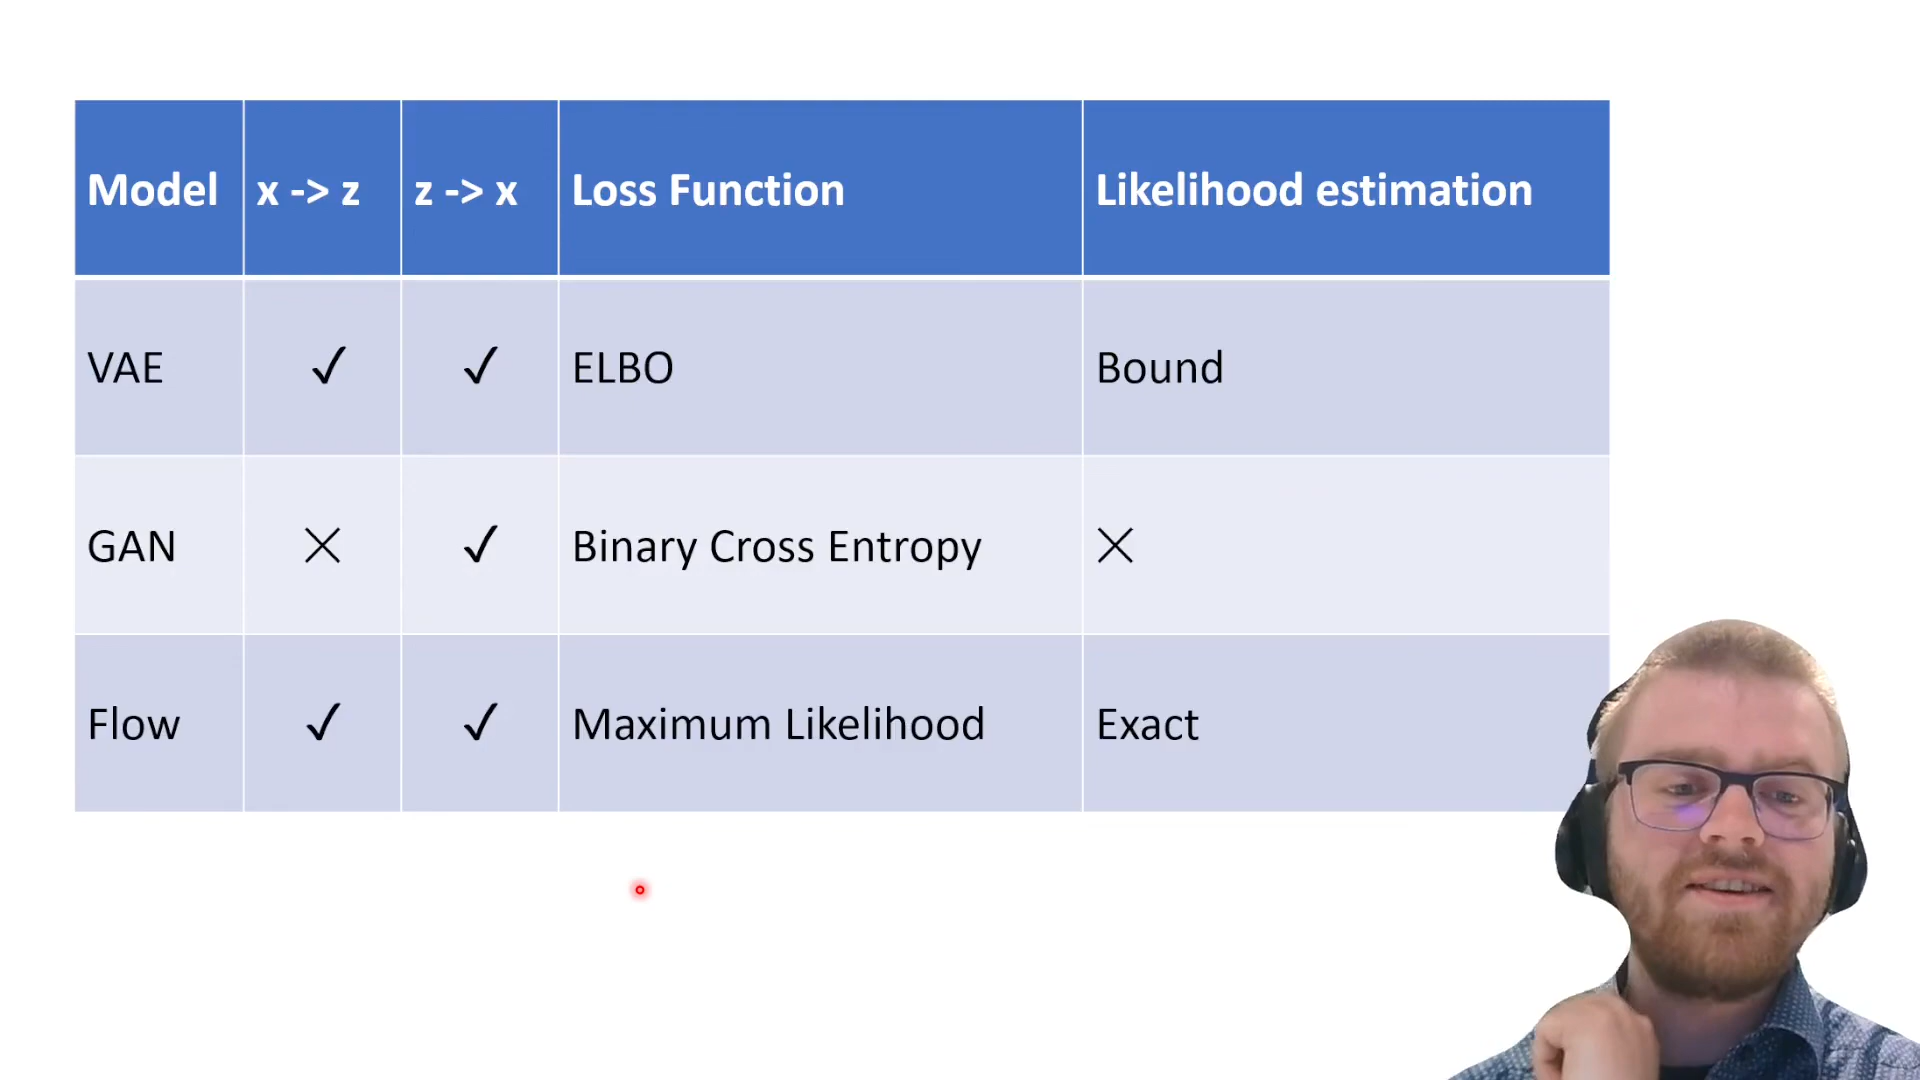 Model x -> z z -> x Loss Function Likelihood estimation
VAE ✓ ✓ ELBO Bound
GAN × ✓ Binary Cross Entropy ×
Flow ✓ ✓ Maximum Likelihood Exact